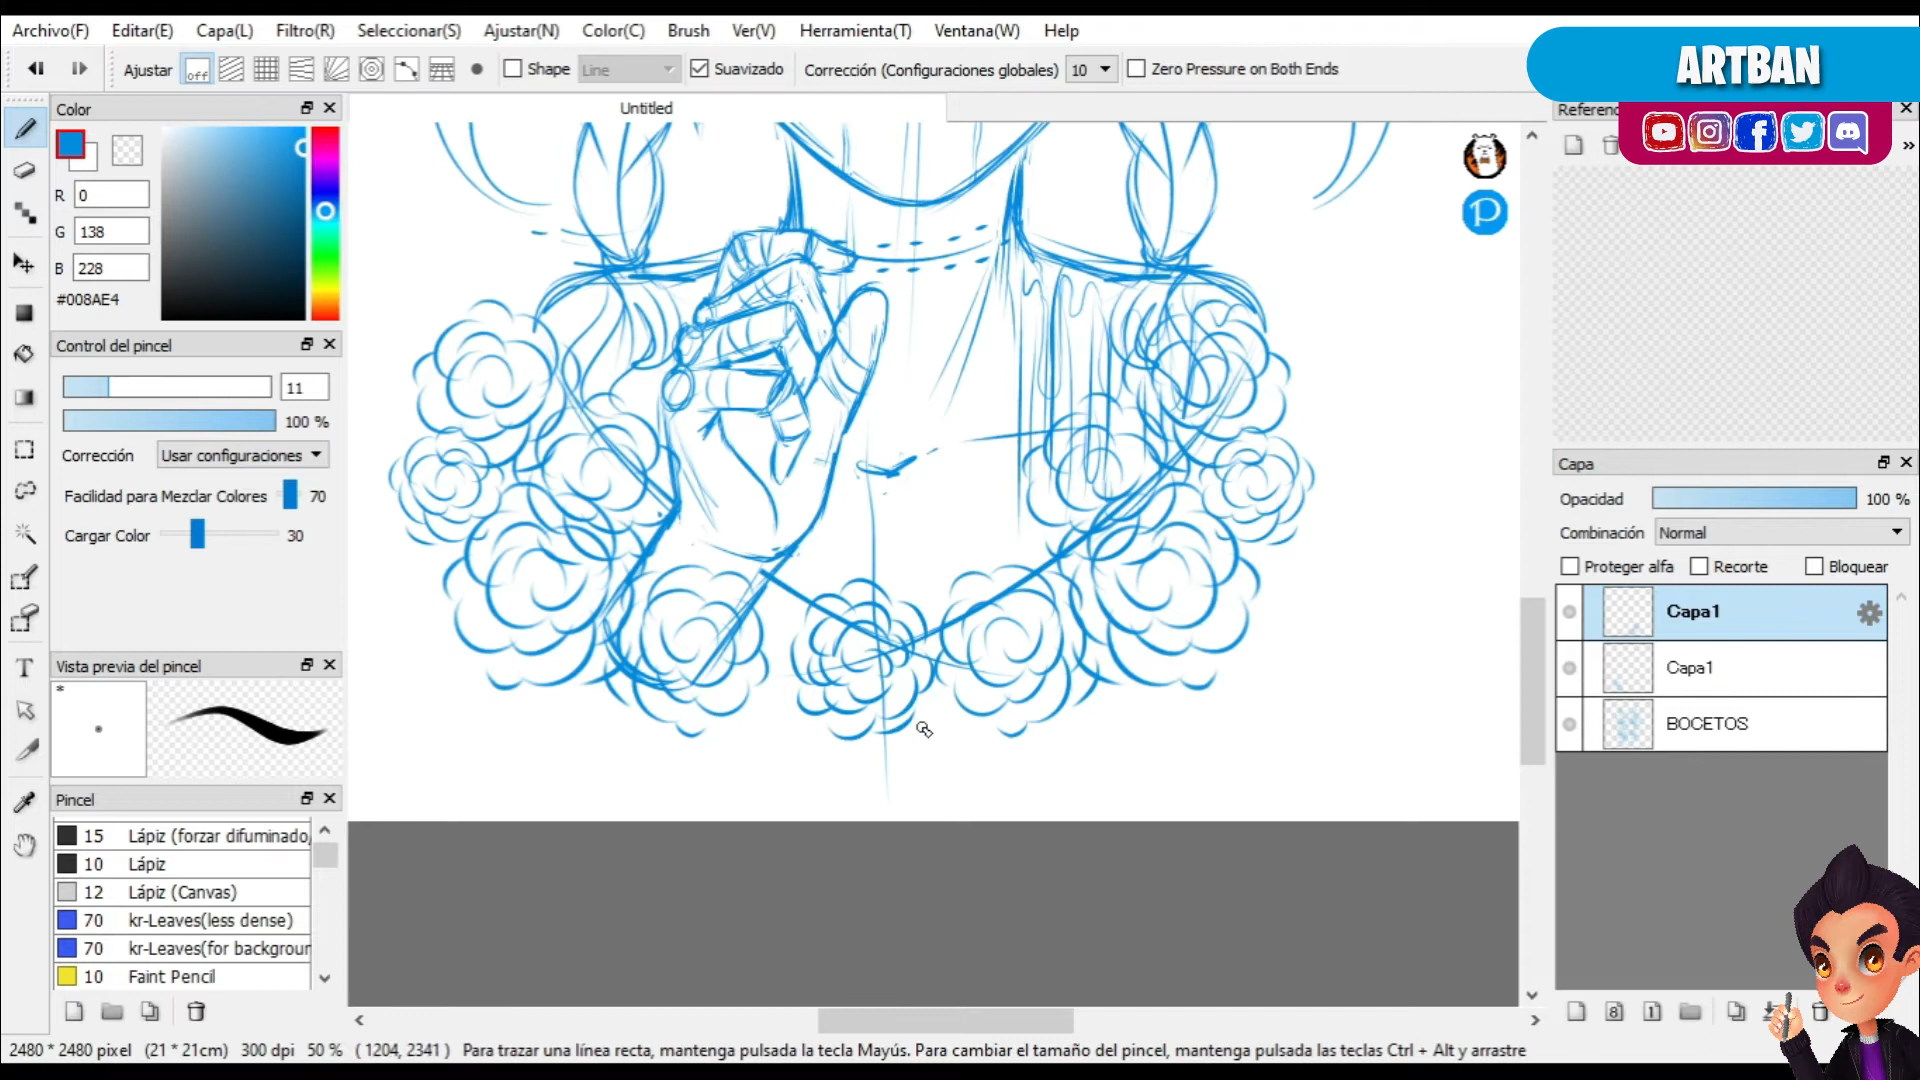 Archivo(F) Editar(E) Capa(L) Filtro(R) Seleccionar(S) Ajustar(N) Color(C) Brush Ver(V) Herramienta(T) Ventana(W) Help
ARTBAN
Ajustar off Shape Line Suavizado Corrección (Configuraciones globales) 10 Zero Pressure on Both Ends
Color
Untitled
R 0
G 138
B 228
#008AE4
Control del pincel
11
100 %
Corrección Usar configuraciones
Facilidad para Mezclar Colores 70
Cargar Color 30
Vista previa del pincel
*
Pincel
15 Lápiz (forzar difuminado
10 Lápiz
12 Lápiz (Canvas)
70 kr-Leaves(less dense)
70 kr-Leaves(for backgrour
10 Faint Pencil
P
Referenc
Capa
Opacidad 100 %
Combinación Normal
Proteger alfa Recorte Bloquear
Capa1
Capa1
BOCETOS
8 1
2480 * 2480 pixel (21 * 21cm) 300 dpi 50 % ( 1204, 2341 ) Para trazar una línea recta, mantenga pulsada la tecla Mayús. Para cambiar el tamaño del pincel, mantenga pulsada las teclas Ctrl + Alt y arrastre